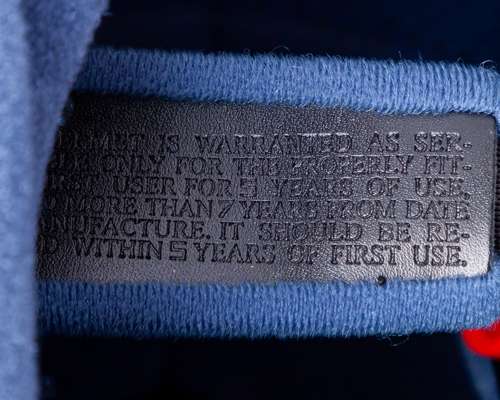 IS WARRANTED AS SER-
ONLY FOR THE PROPERLY FIT-
USER FOR 5 YEARS OF USE.
MORE THAN 7 YEARS FROM DATE
NUFACTURE. IT SHOULD BE RE-
D WITHIN 5 YEARS OF FIRST USE.